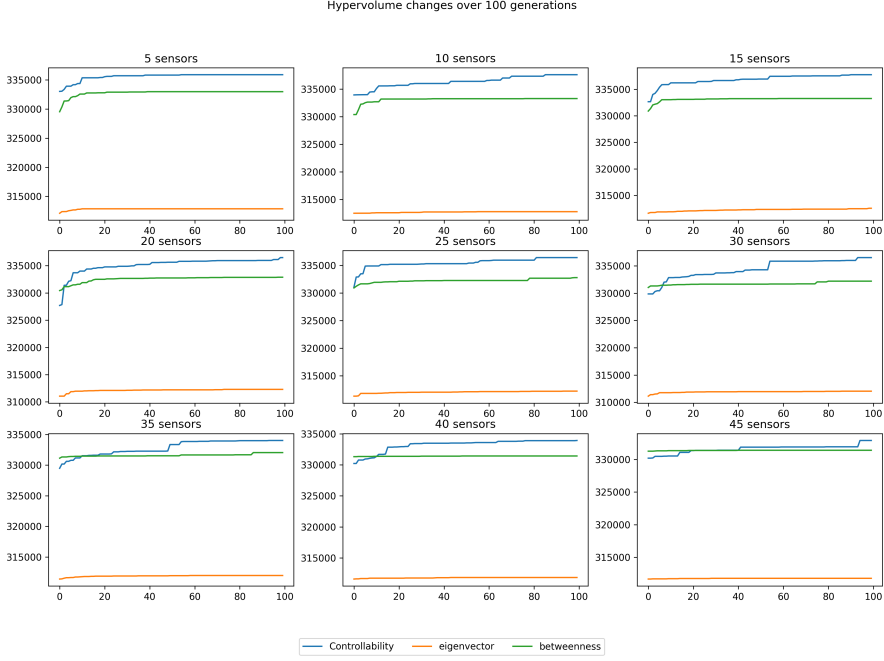 Hypervolume changes over 100 generations
5 sensors
10 sensors
15 sensors
335000
330000
325000
320000
315000
335000
330000
325000
320000
315000
335000
330000
325000
320000
315000
0 20 40 60 80 100
0 20 40 60 80 100
0 20 40 60 80 100
20 sensors
25 sensors
30 sensors
335000
330000
325000
320000
315000
310000
335000
330000
325000
320000
315000
335000
330000
325000
320000
315000
310000
0 20 40 60 80 100
0 20 40 60 80 100
0 20 40 60 80 100
35 sensors
40 sensors
45 sensors
335000
330000
325000
320000
315000
335000
330000
325000
320000
315000
330000
325000
320000
315000
0 20 40 60 80 100
0 20 40 60 80 100
0 20 40 60 80 100
Controllability eigenvector betweenness